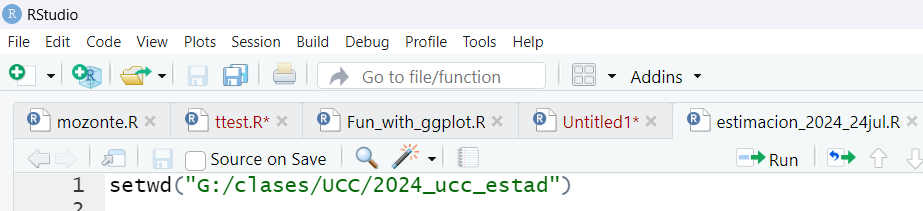 RStudio
File Edit Code View Plots Session Build Debug Profile Tools Help
Go to file/function Addins
mozonte.R ttest.R* Fun_with_ggplot.R Untitled1* estimacion_2024_24jul.R
Source on Save Run
1 setwd("G:/clases/UCC/2024_ucc_estad")
2